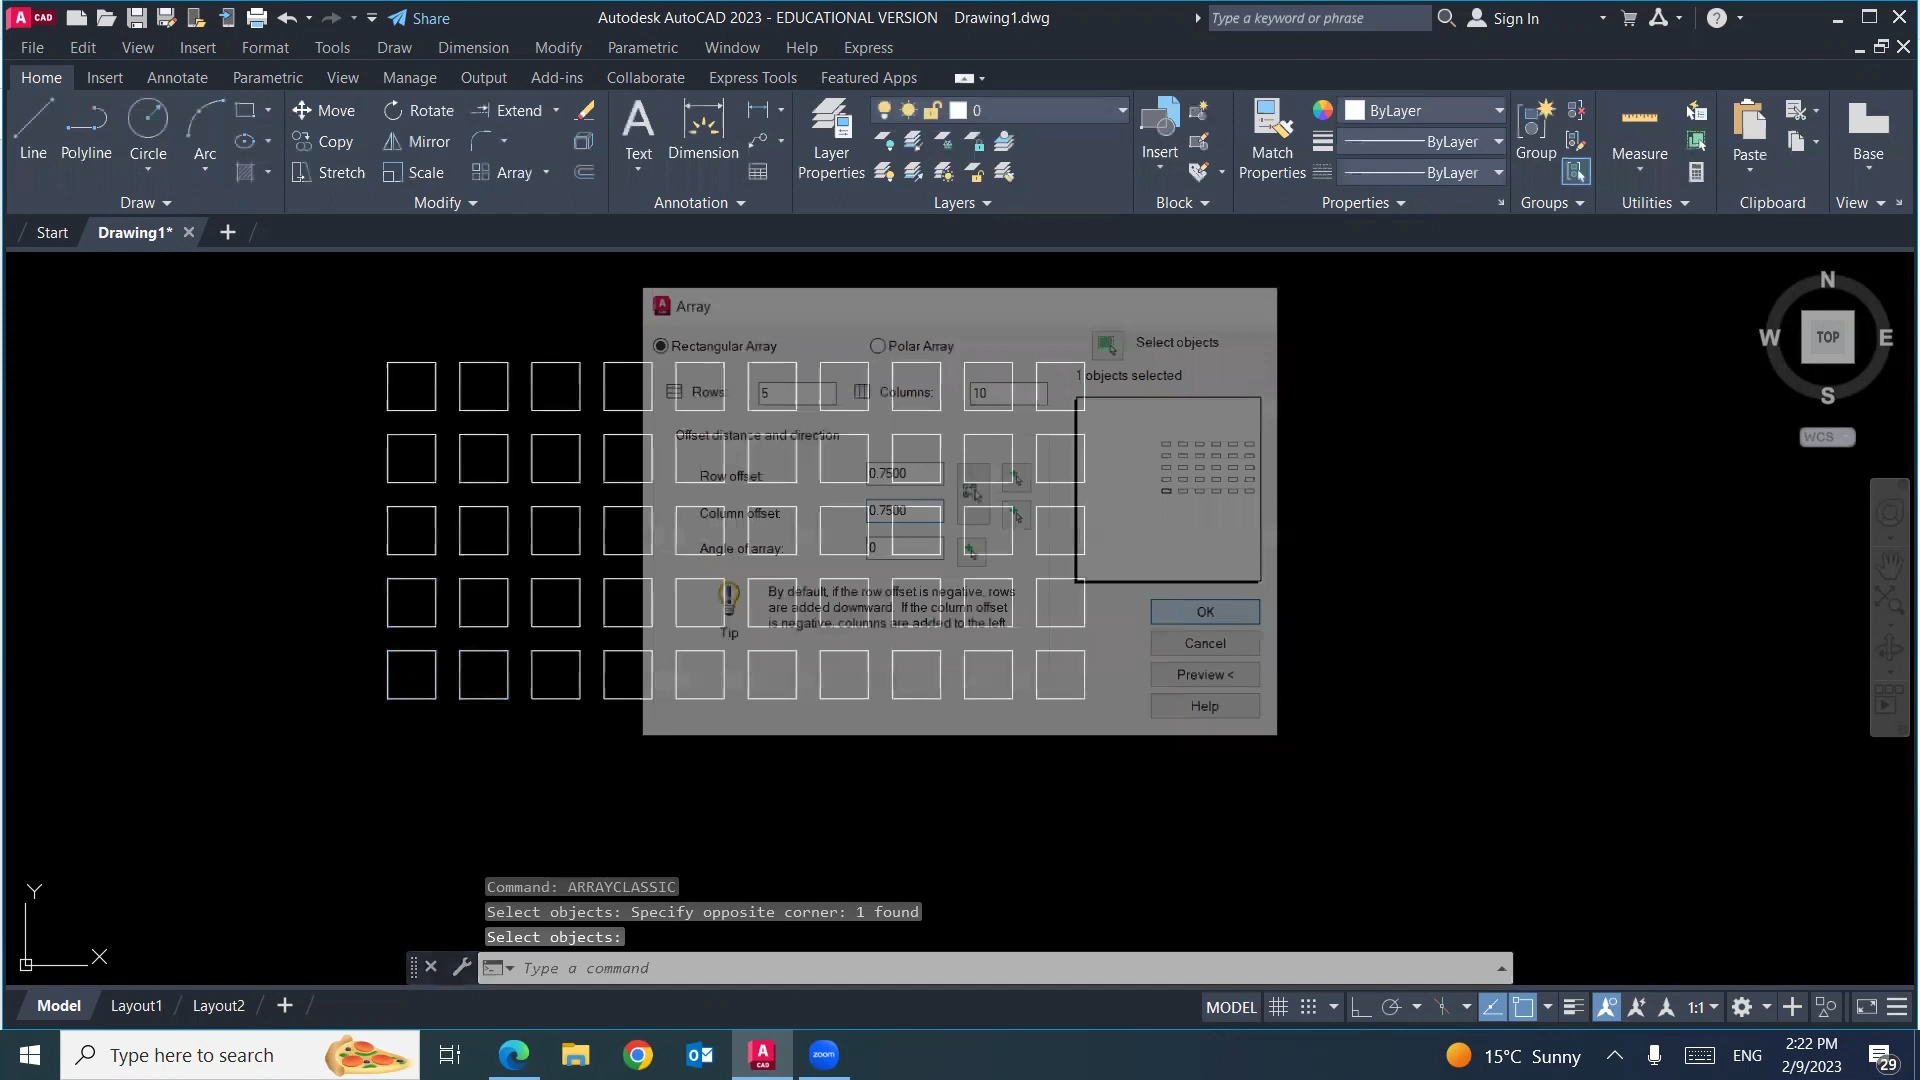 A CAD Share Autodesk AutoCAD 2023 - EDUCATIONAL VERSION Drawing1.dwg Type a keyword or phrase Sign In
File Edit View Insert Format Tools Draw Dimension Modify Parametric Window Help Express
Home Insert Annotate Parametric View Manage Output Add-ins Collaborate Express Tools Featured Apps
Move Rotate Extend 0 ByLayer
Copy Mirror ByLayer
Line Polyline Circle Arc Text Dimension Layer Properties Insert Match Properties Group Measure Paste Base
Stretch Scale Array ByLayer
Draw Modify Annotation Layers Block Properties Groups Utilities Clipboard View
Start Drawing1*
N
W TOP E
S
WCS
Array
Rectangular Array Polar Array Select objects
1 objects selected
Rows: 5 Columns: 10
Offset distance and direction
Row offset: 0.7500
Column offset: 0.7500
Angle of array: 0
By default, if the row offset is negative, rows
are added downward. If the column offset
is negative, columns are added to the left.
Tip
OK
Cancel
Preview <
Help
Command: ARRAYCLASSIC
Select objects: Specify opposite corner: 1 found
Select objects:
Type a command
Y
X
Model Layout1 Layout2 MODEL 1:1
Type here to search A CAD zoom 15°C Sunny ENG 2:22 PM
2/9/2023 29